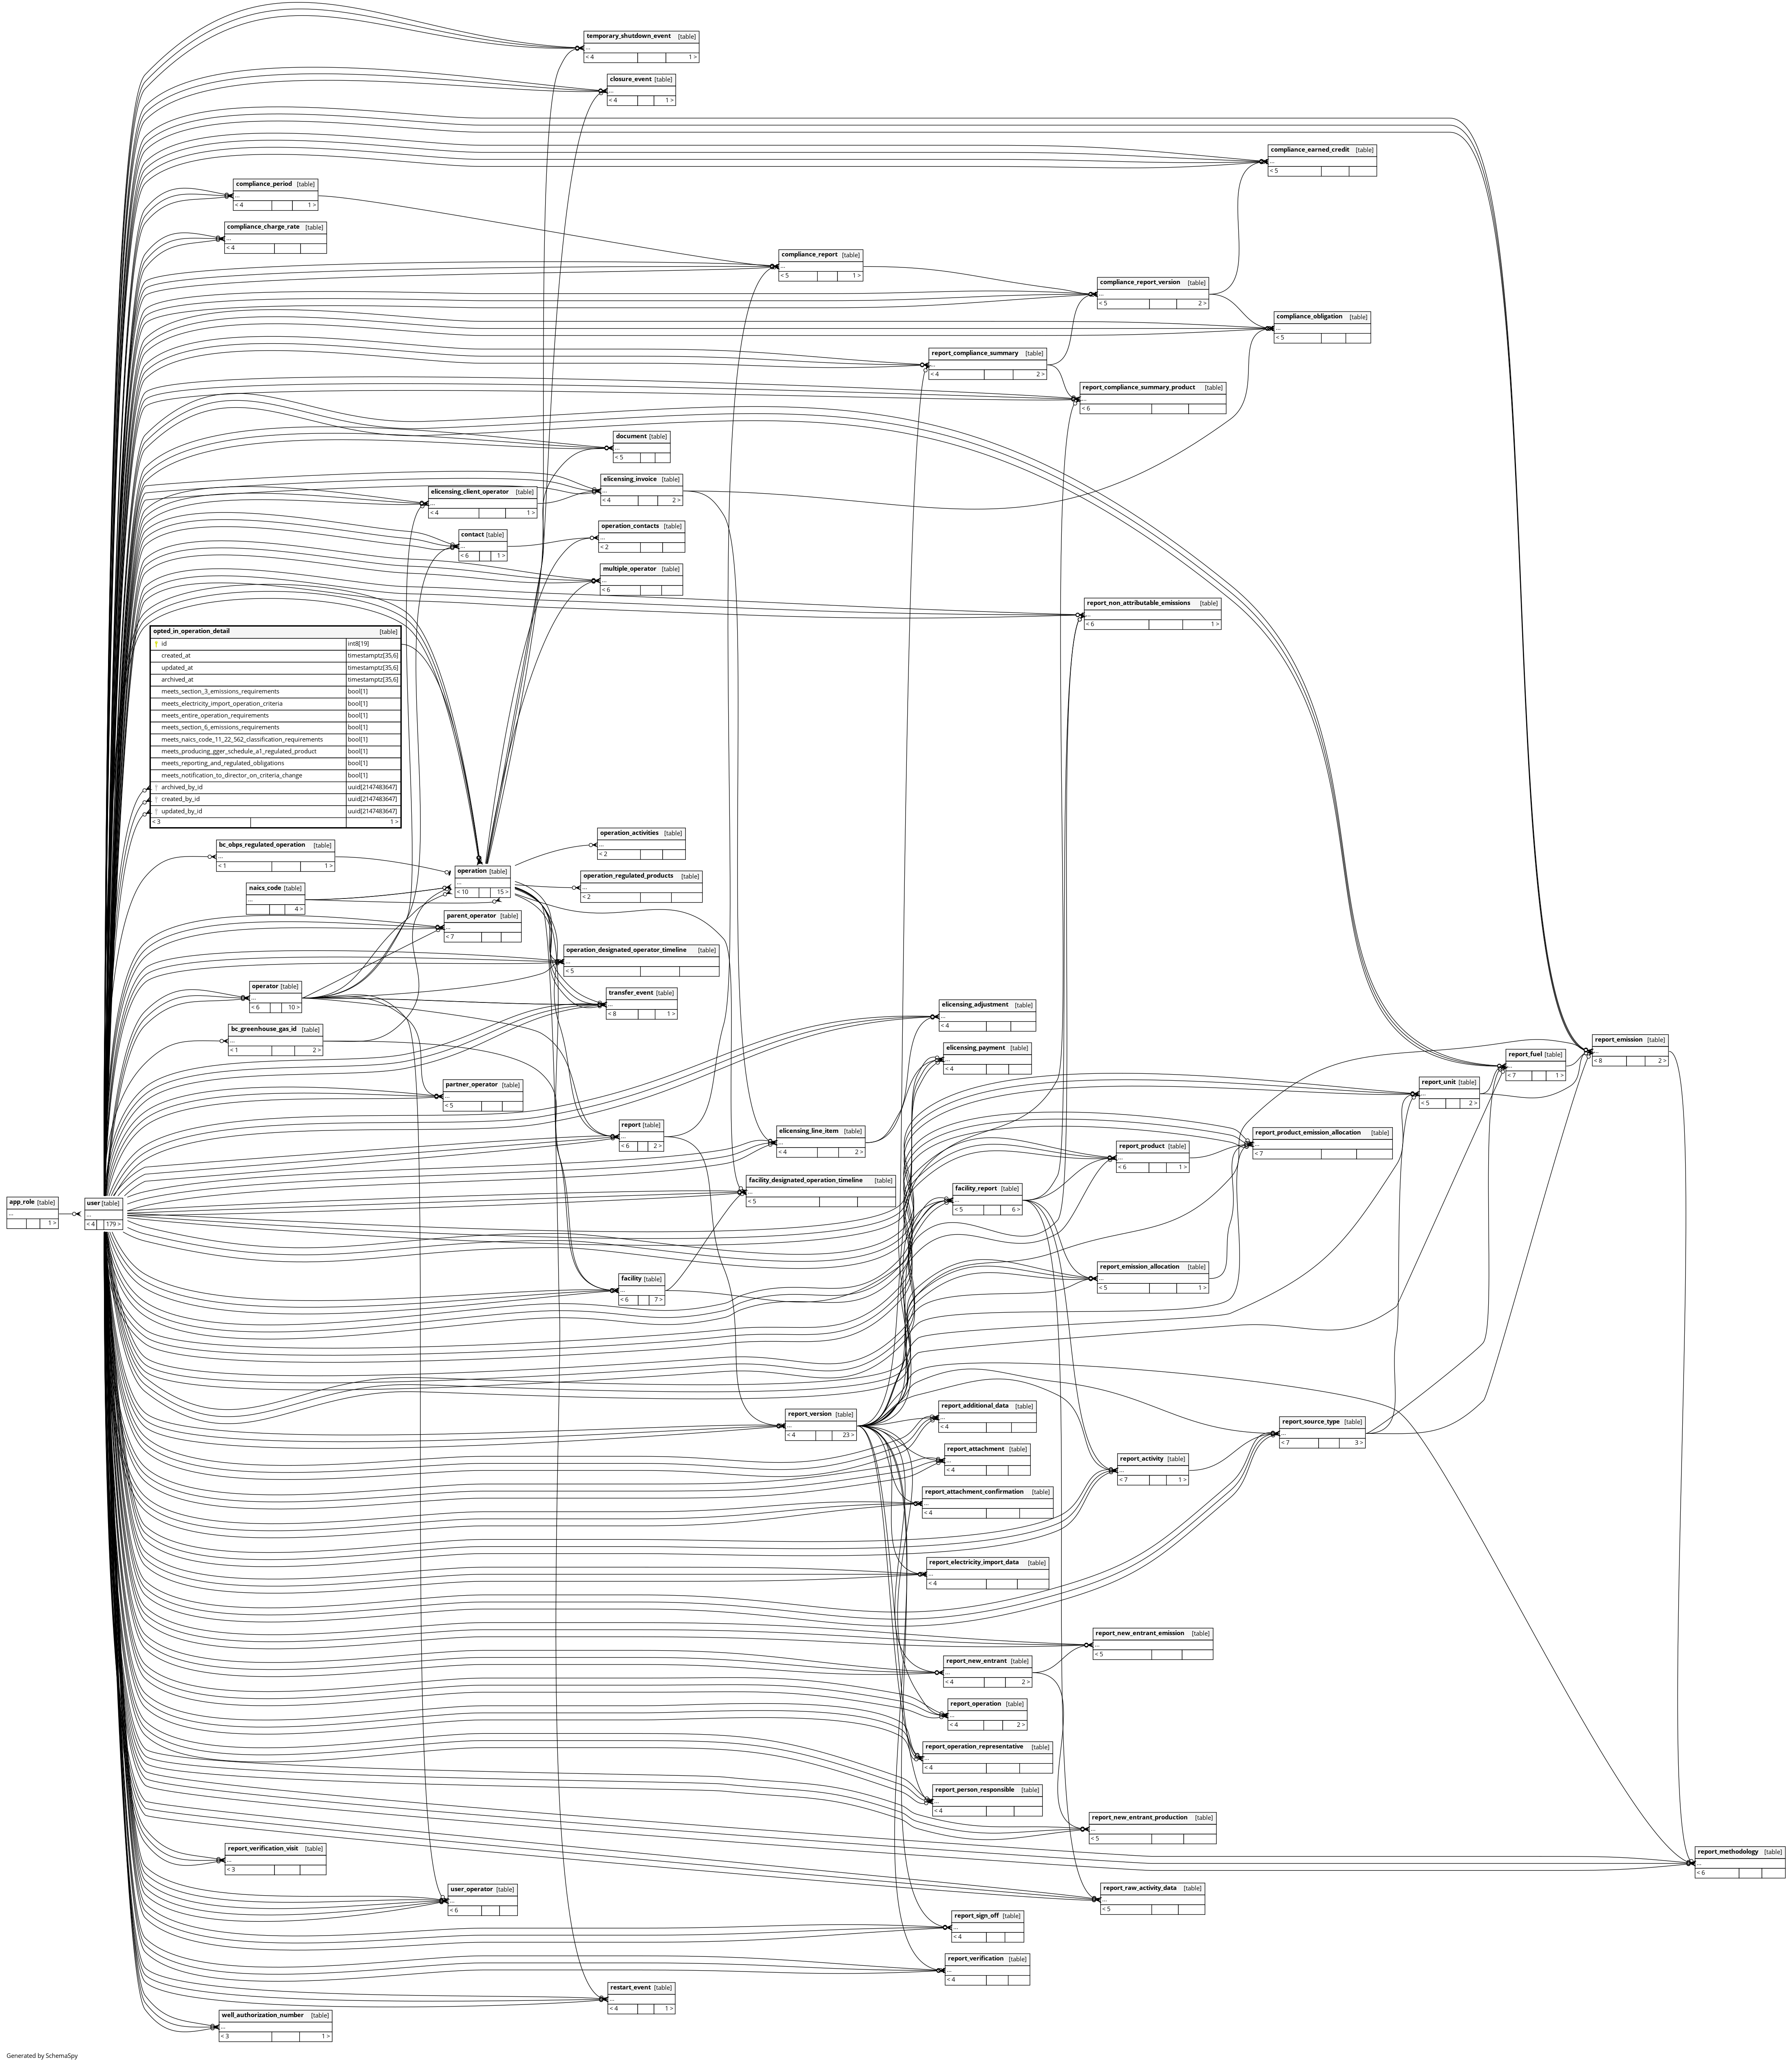 temporary_shutdown_event [table]
...
< 4 1 >
closure_event [table]
...
< 4 1 >
compliance_earned_credit [table]
...
< 5
compliance_period [table]
...
< 4 1 >
compliance_charge_rate [table]
...
< 4
compliance_report [table]
...
< 5 1 >
compliance_report_version [table]
...
< 5 2 >
compliance_obligation [table]
...
< 5
report_compliance_summary [table]
...
< 4 2 >
report_compliance_summary_product [table]
...
< 6
document [table]
...
< 5
elicensing_invoice [table]
...
< 4 2 >
elicensing_client_operator [table]
...
< 4 1 >
operation_contacts [table]
...
< 2
contact [table]
...
< 6 1 >
multiple_operator [table]
...
< 6
report_non_attributable_emissions [table]
...
< 6 1 >
opted_in_operation_detail [table]
id int8[19]
created_at timestamptz[35,6]
updated_at timestamptz[35,6]
archived_at timestamptz[35,6]
meets_section_3_emissions_requirements bool[1]
meets_electricity_import_operation_criteria bool[1]
meets_entire_operation_requirements bool[1]
meets_section_6_emissions_requirements bool[1]
meets_naics_code_11_22_562_classification_requirements bool[1]
meets_producing_gger_schedule_a1_regulated_product bool[1]
meets_reporting_and_regulated_obligations bool[1]
meets_notification_to_director_on_criteria_change bool[1]
archived_by_id uuid[2147483647]
created_by_id uuid[2147483647]
updated_by_id uuid[2147483647]
< 3 1 >
operation_activities [table]
...
< 2
bc_obps_regulated_operation [table]
...
< 1 1 >
operation [table]
...
< 10 15 >
operation_regulated_products [table]
...
< 2
naics_code [table]
...
4 >
parent_operator [table]
...
< 7
operation_designated_operator_timeline [table]
...
< 5
operator [table]
...
< 6 10 >
transfer_event [table]
...
< 8 1 >
elicensing_adjustment [table]
...
< 4
bc_greenhouse_gas_id [table]
...
< 1 2 >
report_emission [table]
...
< 8 2 >
elicensing_payment [table]
...
< 4
report_fuel [table]
...
< 7 1 >
partner_operator [table]
...
< 5
report_unit [table]
...
< 5 2 >
report [table]
...
< 6 2 >
elicensing_line_item [table]
...
< 4 2 >
report_product_emission_allocation [table]
...
< 7
report_product [table]
...
< 6 1 >
facility_designated_operation_timeline [table]
...
< 5
facility_report [table]
...
< 5 6 >
app_role [table]
...
1 >
user [table]
...
< 4 179 >
report_emission_allocation [table]
...
< 5 1 >
facility [table]
...
< 6 7 >
report_additional_data [table]
...
< 4
report_version [table]
...
< 4 23 >
report_source_type [table]
...
< 7 3 >
report_attachment [table]
...
< 4
report_activity [table]
...
< 7 1 >
report_attachment_confirmation [table]
...
< 4
report_electricity_import_data [table]
...
< 4
report_new_entrant_emission [table]
...
< 5
report_new_entrant [table]
...
< 4 2 >
report_operation [table]
...
< 4 2 >
report_operation_representative [table]
...
< 4
report_person_responsible [table]
...
< 4
report_new_entrant_production [table]
...
< 5
report_verification_visit [table]
...
< 3
report_methodology [table]
...
< 6
user_operator [table]
...
< 6
report_raw_activity_data [table]
...
< 5
report_sign_off [table]
...
< 4
report_verification [table]
...
< 4
restart_event [table]
...
< 4 1 >
well_authorization_number [table]
...
< 3 1 >
Generated by SchemaSpy